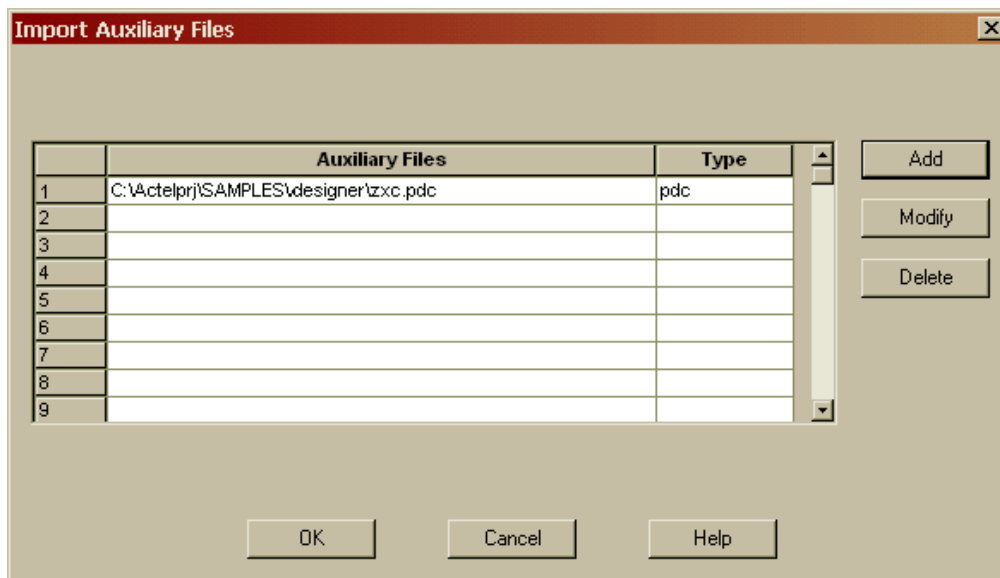 Import Auxiliary Files
Auxiliary Files Type
1 C:\Actelprj\SAMPLES\designer\zxc.pdc pdc
2
3
4
5
6
7
8
9
Add
Modify
Delete
OK Cancel Help